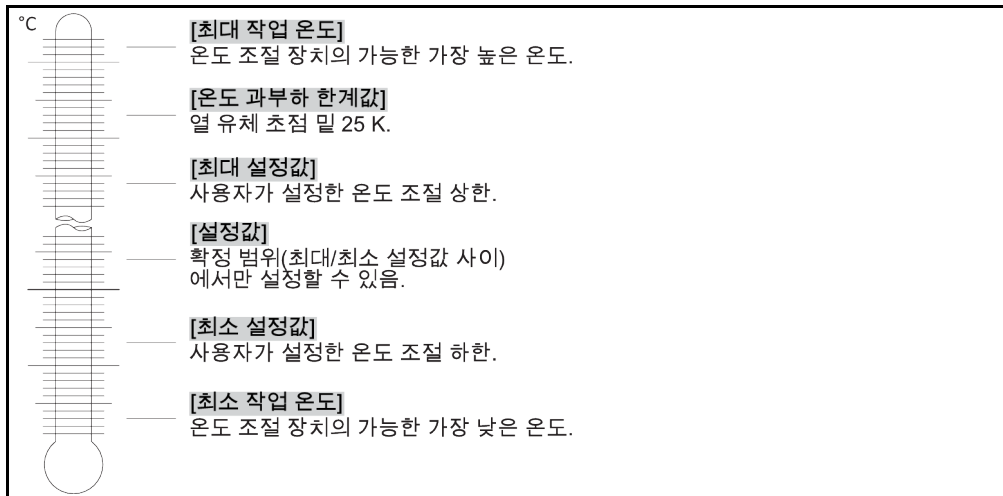 °C
[최대 작업 온도]
온도 조절 장치의 가능한 가장 높은 온도.
[온도 과부하 한계값]
열 유체 초점 밑 25 K.
[최대 설정값]
사용자가 설정한 온도 조절 상한.
[설정값]
확정 범위(최대/최소 설정값 사이)
에서만 설정할 수 있음.
[최소 설정값]
사용자가 설정한 온도 조절 하한.
[최소 작업 온도]
온도 조절 장치의 가능한 가장 낮은 온도.